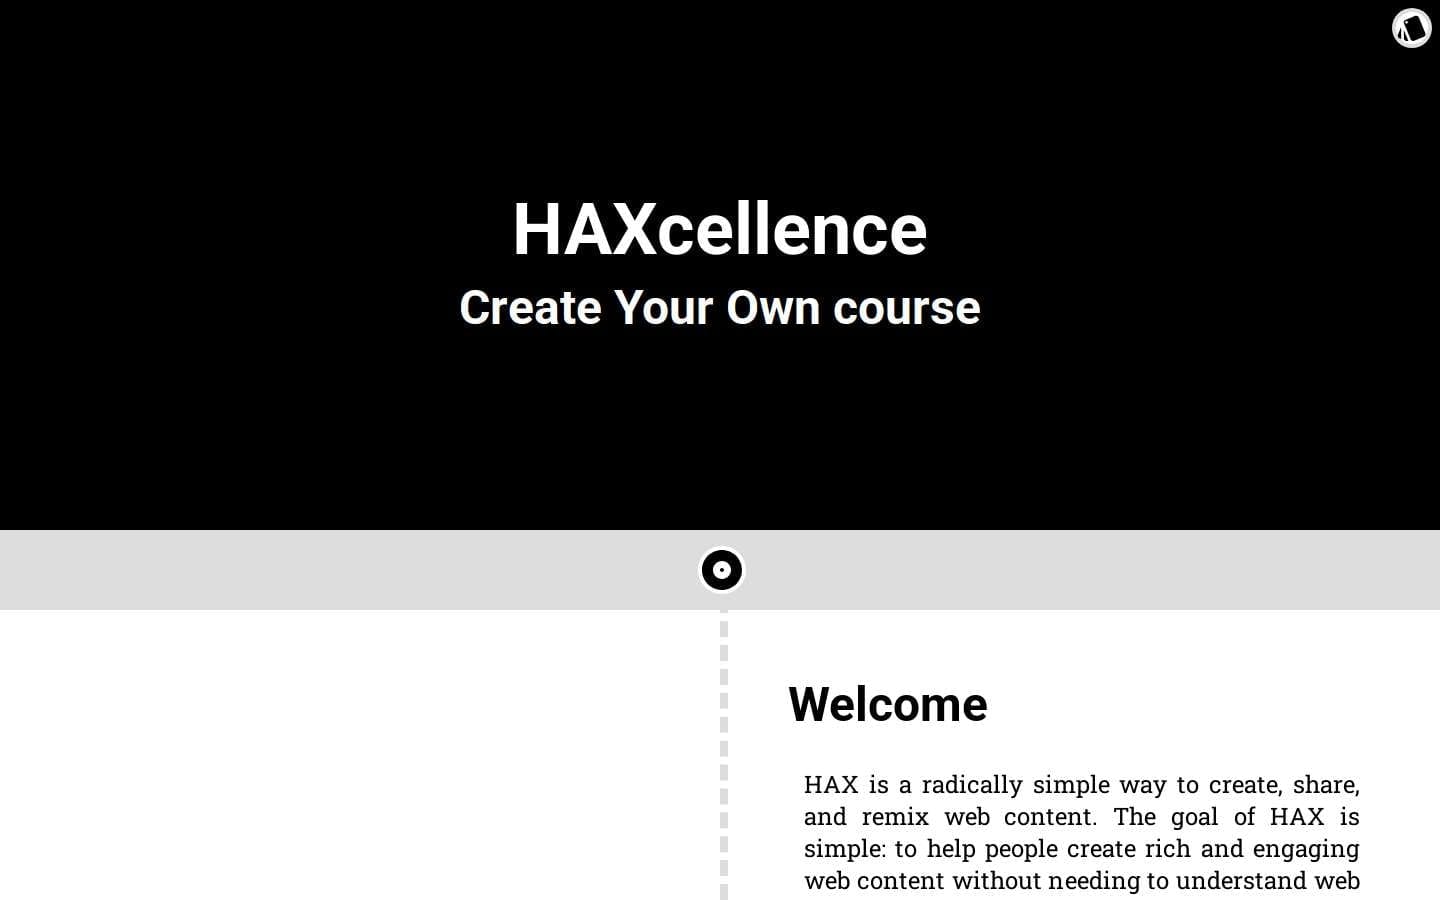 HAXcellence
Create Your Own course
Welcome
HAX is a radically simple way to create, share,
and remix web content. The goal of HAX is
simple: to help people create rich and engaging
web content without needing to understand web